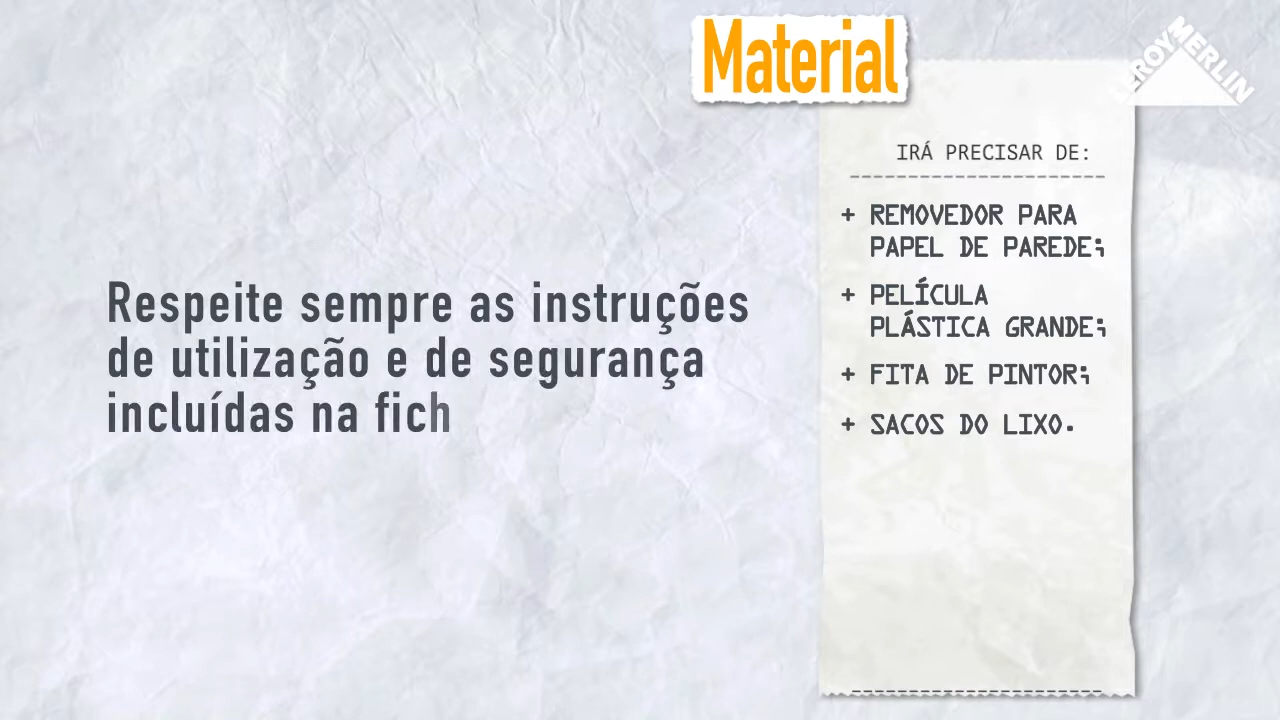 Material
LEROY MERLIN
IRÁ PRECISAR DE:
+ REMOVEDOR PARA
PAPEL DE PAREDE;
+ PELÍCULA
PLÁSTICA GRANDE;
+ FITA DE PINTOR;
+ SACOS DO LIXO.
Respeite sempre as instruções
de utilização e de segurança
incluídas na fich